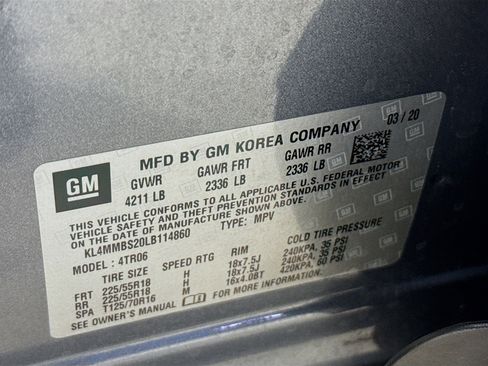 GM
MFD BY GM KOREA COMPANY 03/20
GVWR GAWR FRT GAWR RR
4211 LB 2336 LB 2336 LB
THIS VEHICLE CONFORMS TO ALL APPLICABLE U.S. FEDERAL MOTOR
VEHICLE SAFETY AND THEFT PREVENTION STANDARDS IN EFFECT
ON THE DATE OF MANUFACTURE SHOWN ABOVE.
KL4MMBS20LB114860 TYPE: MPV
MODEL: 4TR06
SPEED RTG RIM COLD TIRE PRESSURE
FRT 225/55R18 H 18x7.5J 240KPA, 35 PSI
RR 225/55R18 H 18x7.5J 240KPA, 35 PSI
SPA T125/70R16 M 16x4.0BT 420KPA, 60 PSI
SEE OWNER'S MANUAL FOR MORE INFORMATION.